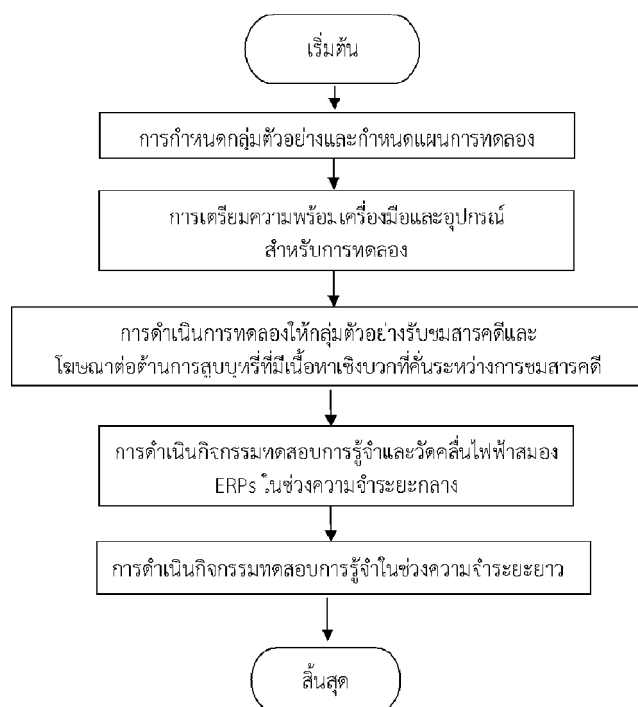 เริ่มต้น
การกำหนดกลุ่มตัวอย่างและกำหนดแผนการทดลอง
การเตรียมความพร้อมเครื่องมือและอุปกรณ์
สำหรับการทดลอง
การดำเนินการทดลองให้กลุ่มตัวอย่างรับชมสารคดีและ
โฆษณาต่อต้านการสูบบุหรี่ที่มีเนื้อหาเชิงบวกที่คั่นระหว่างการชมสารคดี
การดำเนินกิจกรรมทดสอบการรู้จำและวัดคลื่นไฟฟ้าสมอง
ERPs ในช่วงความจำระยะกลาง
การดำเนินกิจกรรมทดสอบการรู้จำในช่วงความจำระยะยาว
สิ้นสุด